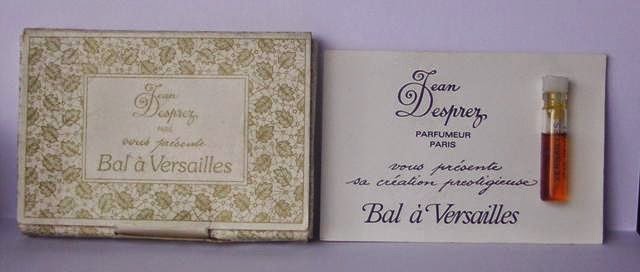 Jean
Desprez
PARIS
vous présente
Bal à Versailles
Jean
Desprez
PARFUMEUR
PARIS
vous présente
sa création prestigieuse
Bal à Versailles